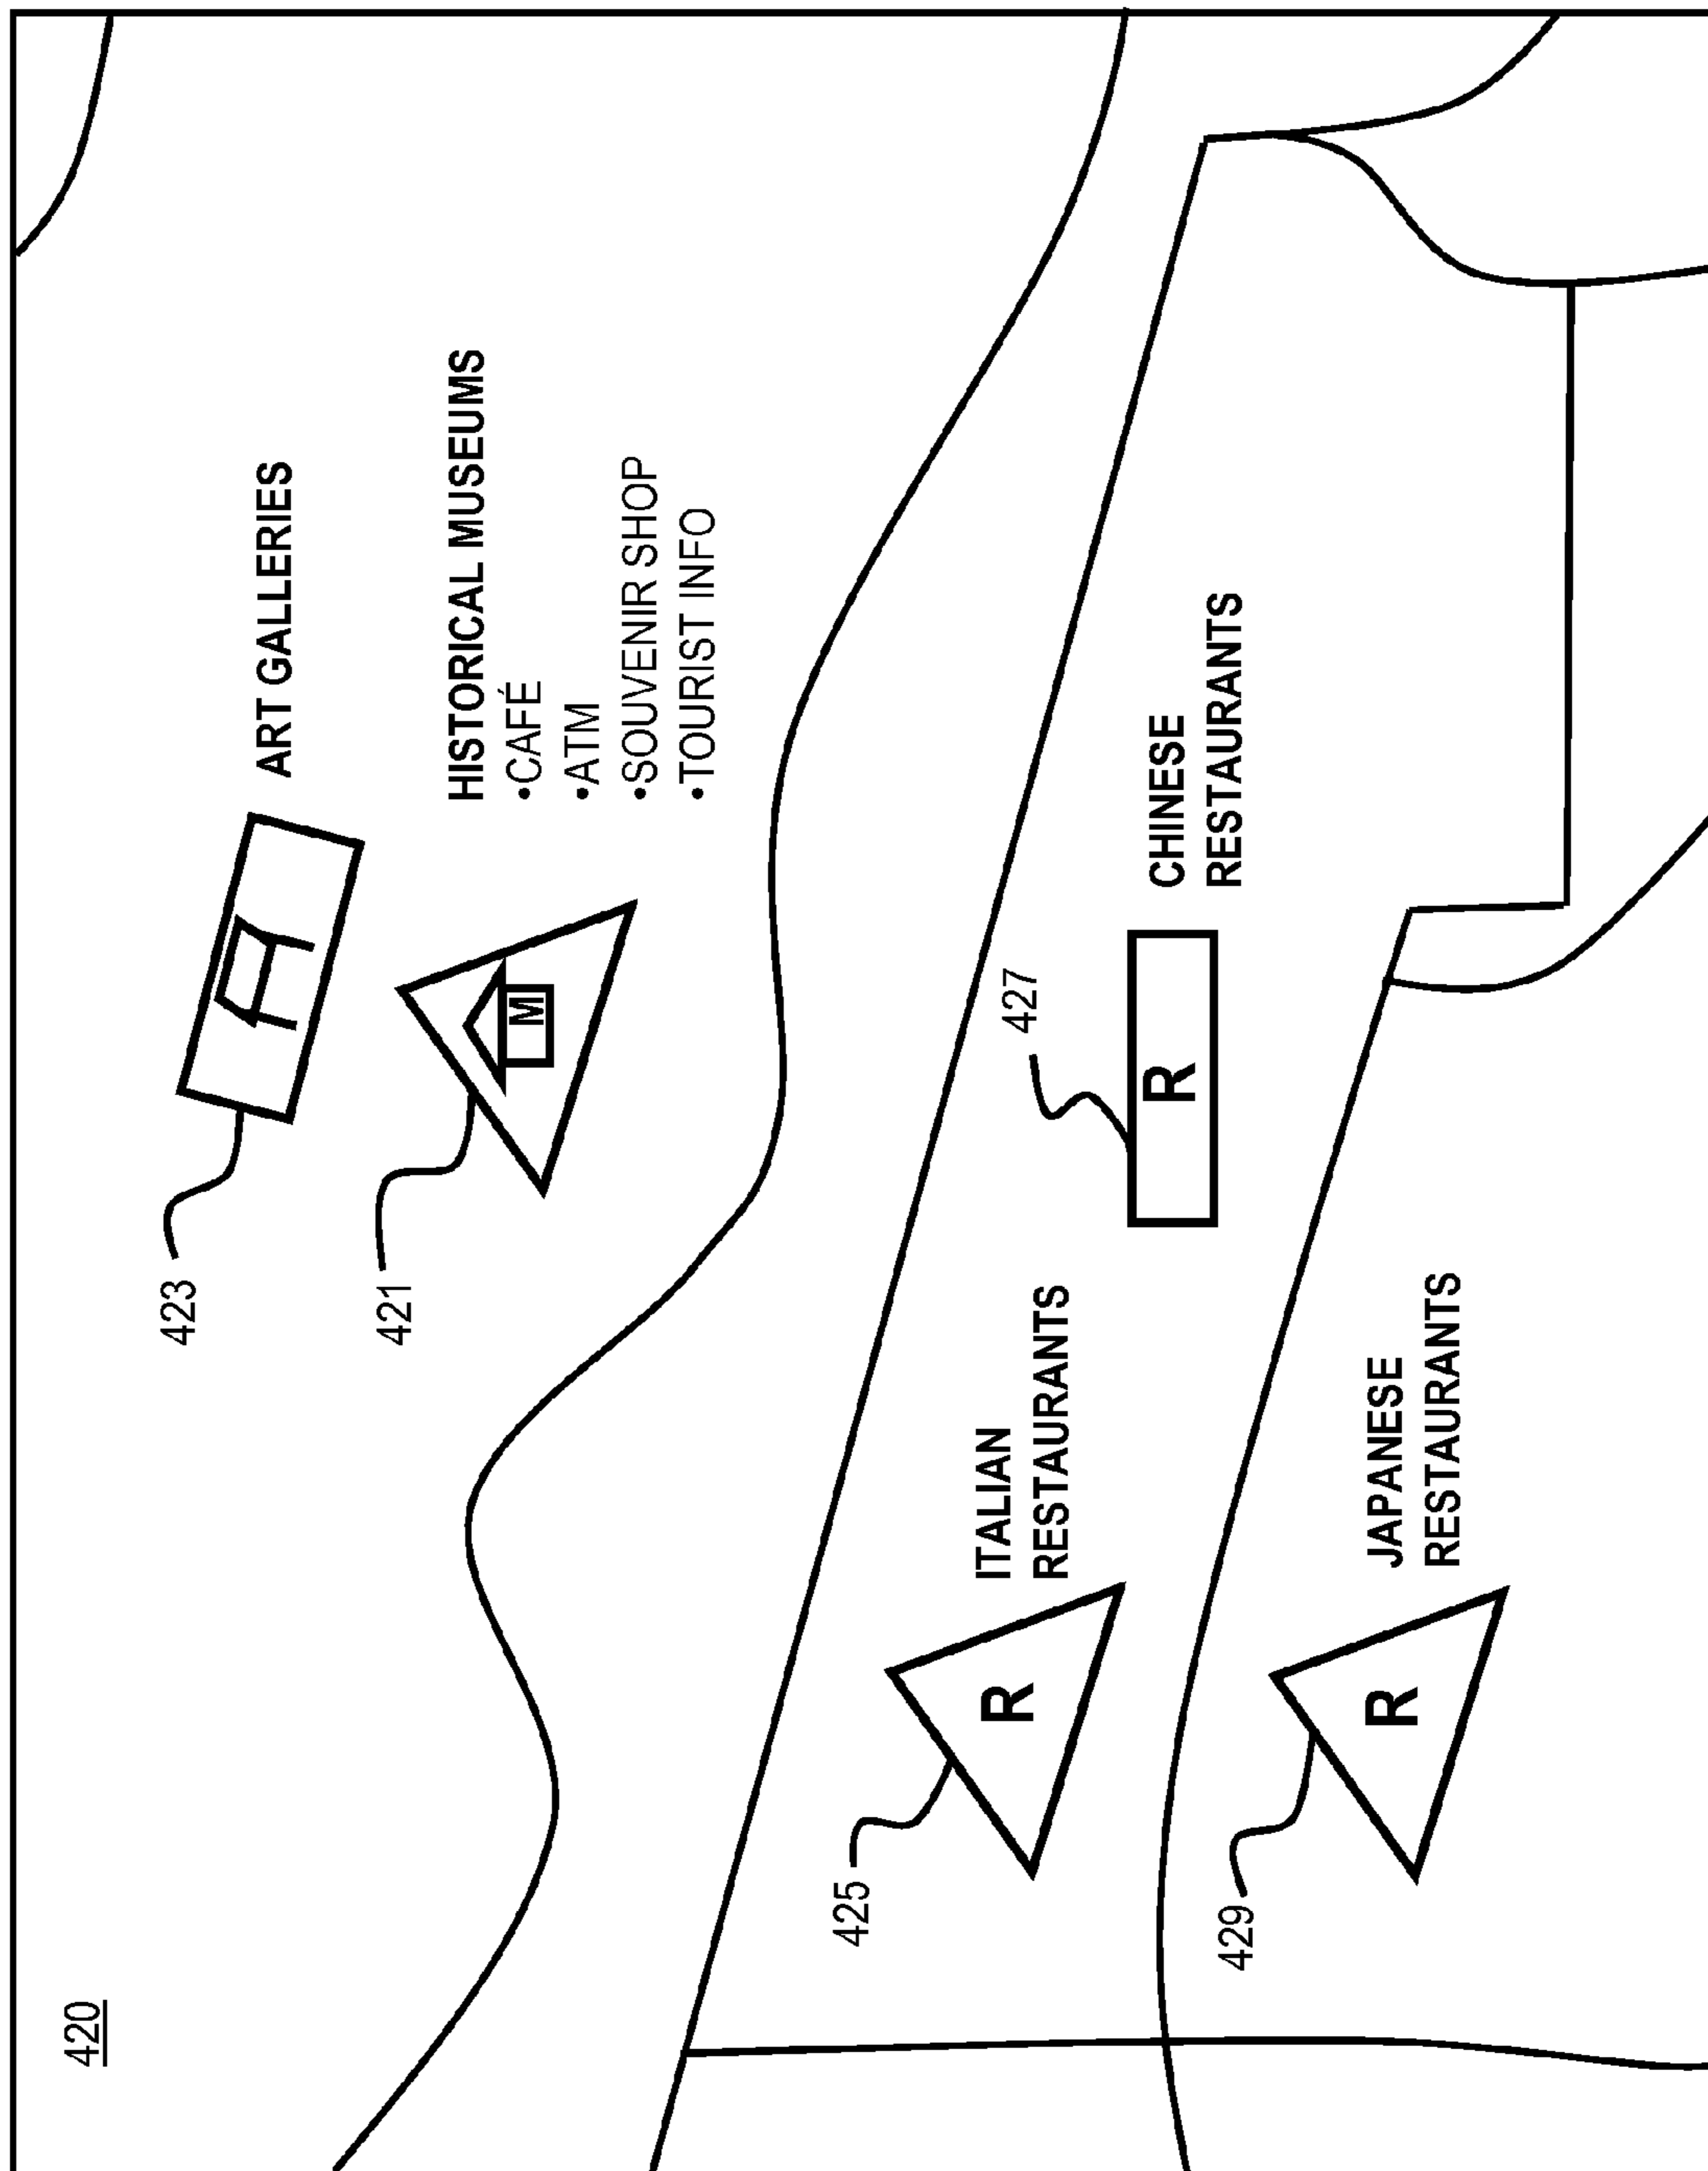 420
423
ART GALLERIES
421
M
HISTORICAL MUSEUMS
•CAFÉ
•ATM
•SOUVENIR SHOP
•TOURIST INFO
425
R
ITALIAN
RESTAURANTS
427
R
CHINESE
RESTAURANTS
429
R
JAPANESE
RESTAURANTS